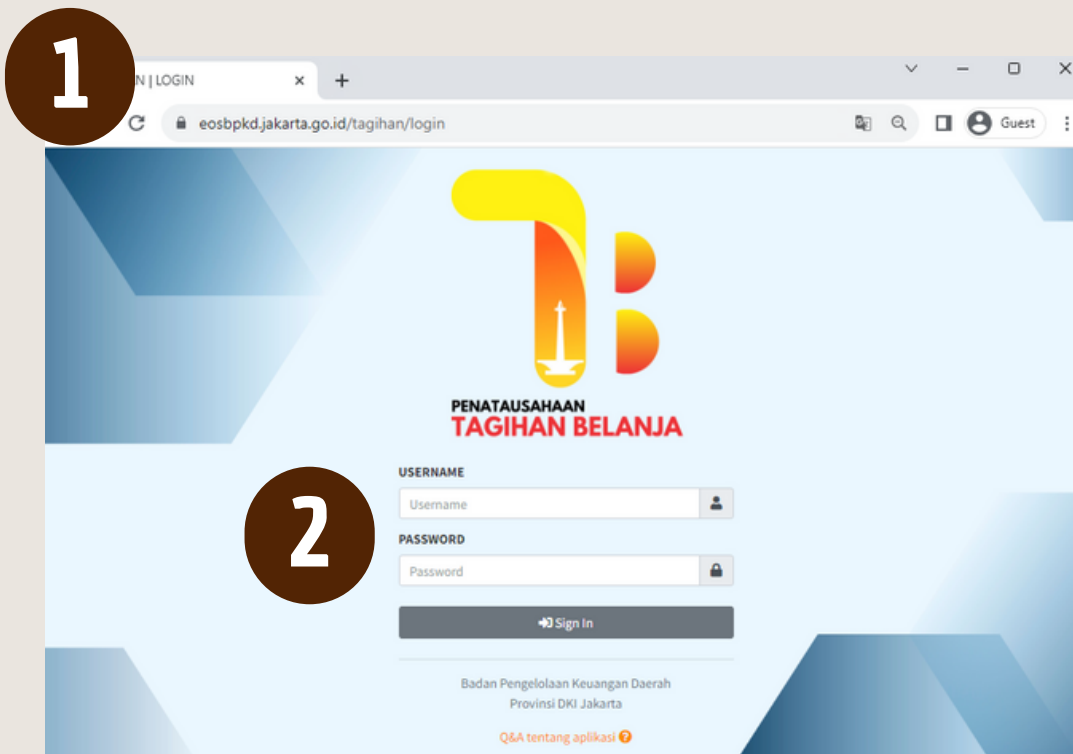 1
N | LOGIN
eosbpkd.jakarta.go.id/tagihan/login
Guest
TB
PENATAUSAHAAN
TAGIHAN BELANJA
2
USERNAME
Username
PASSWORD
Password
Sign In
Badan Pengelolaan Keuangan Daerah
Provinsi DKI Jakarta
Q&A tentang aplikasi ?